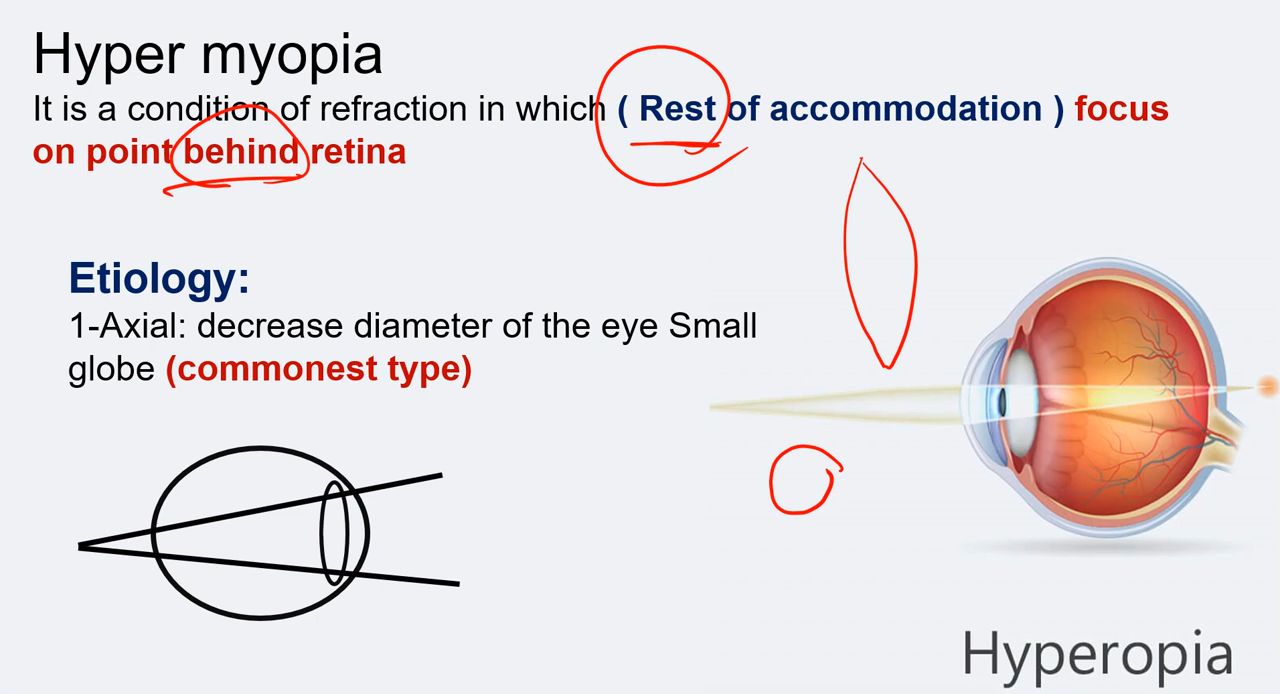 Hyper myopia
It is a condition of refraction in which ( Rest of accommodation ) focus
on point behind retina
Etiology:
1-Axial: decrease diameter of the eye Small
globe (commonest type)
Hyperopia